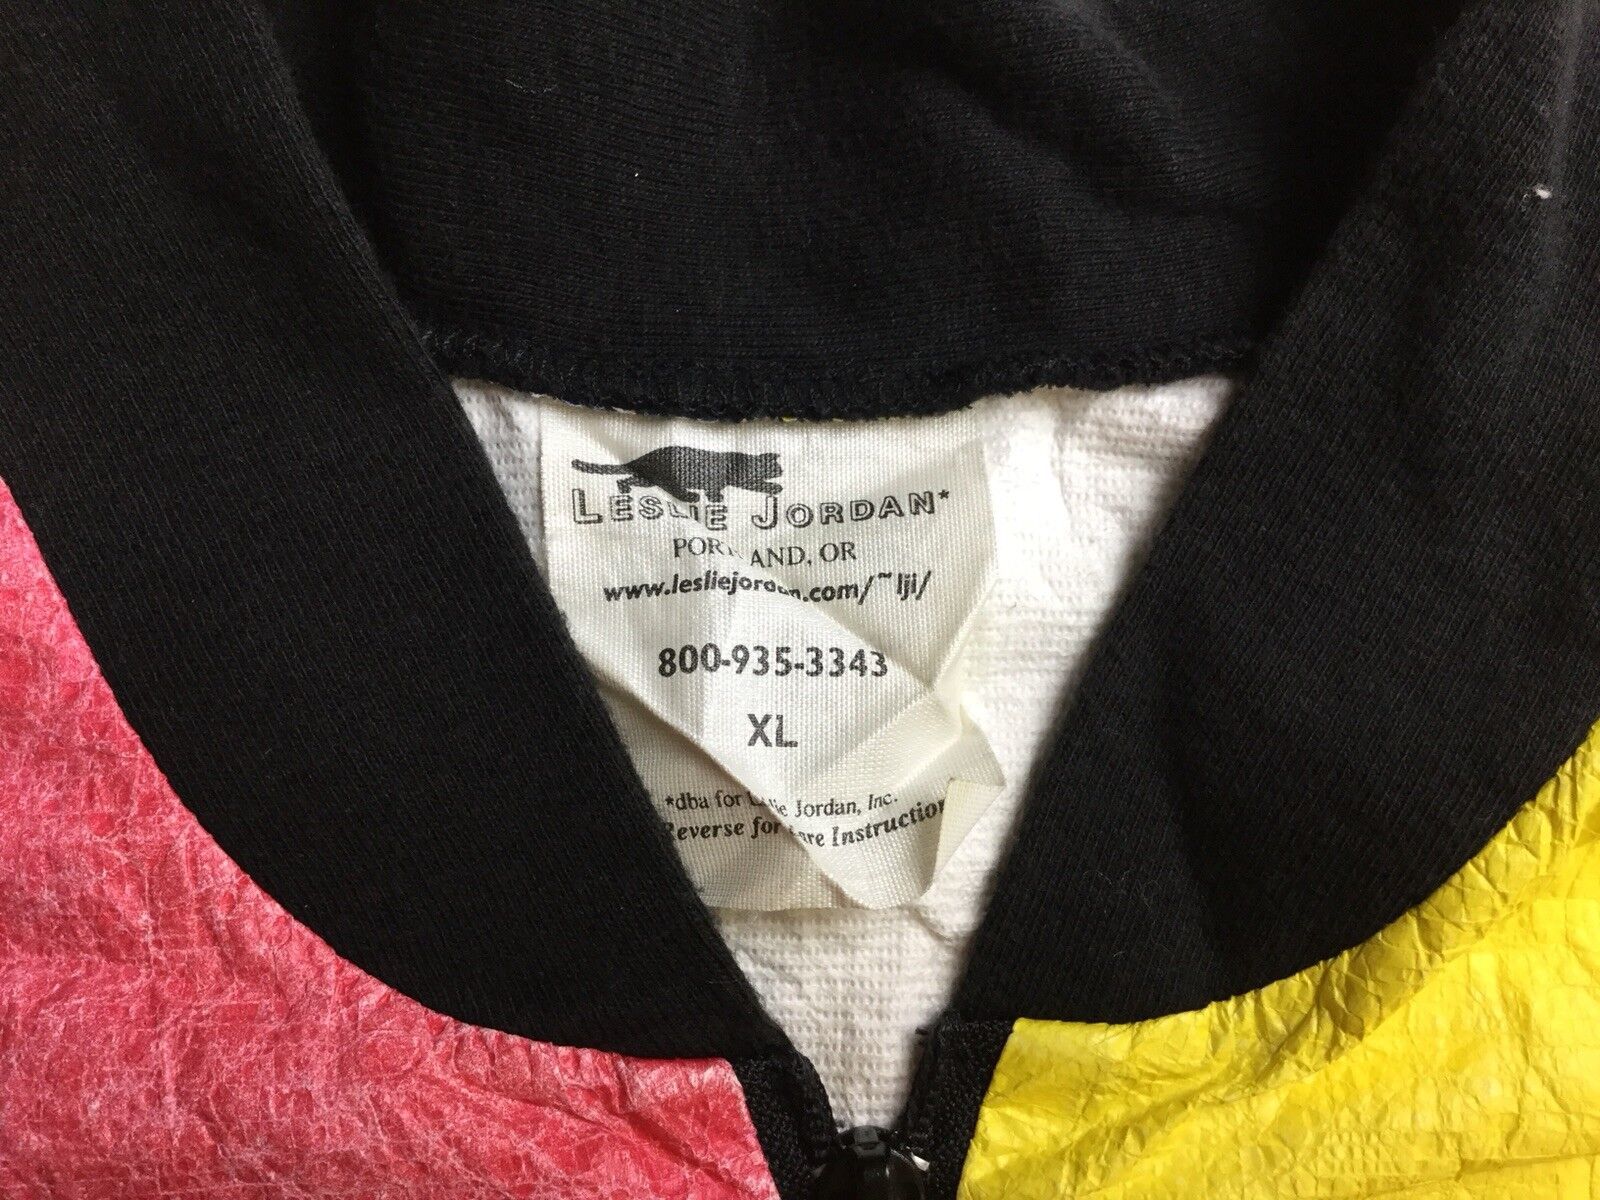 LESLIE JORDAN*
PORTLAND, OR
www.lesliejordan.com/~lji/
800-935-3343
XL
*dba for Leslie Jordan, Inc.
Reverse for Care Instruction